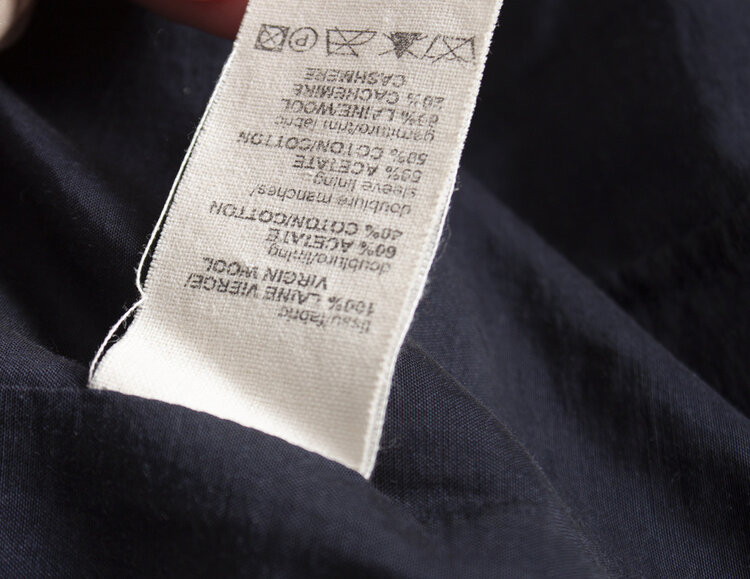 tissu/fabric
100% LAINE VIERGE/
VIRGIN WOOL
doublure/lining
60% ACETATE
40% COTON/COTTON
doublure manches/
sleeve lining
50% ACETATE
50% COTON/COTTON
garniture/trim fabric
80% LAINE/WOOL
20% CACHEMIRE
CASHMERE
P